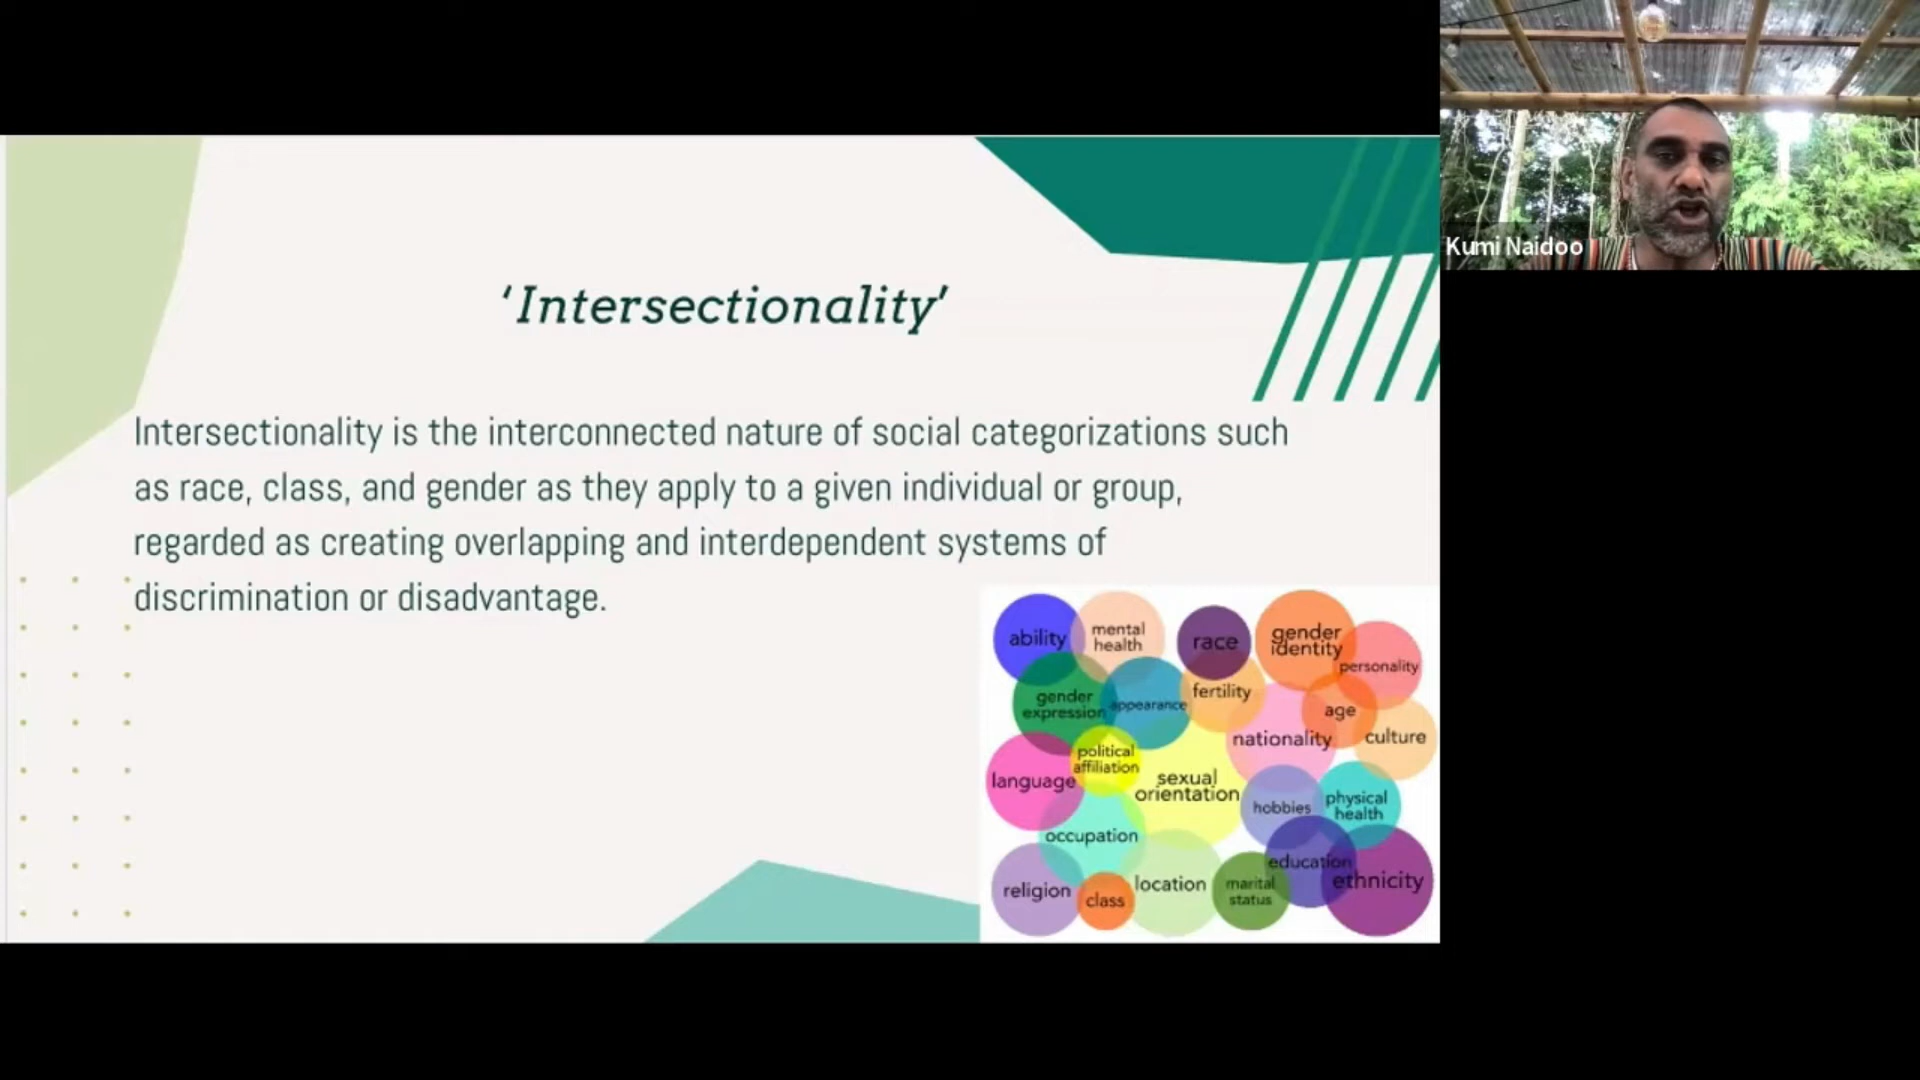 ‘Intersectionality’
Intersectionality is the interconnected nature of social categorizations such
as race, class, and gender as they apply to a given individual or group,
regarded as creating overlapping and interdependent systems of
discrimination or disadvantage.
ability
mental
health
race
gender
identity
personality
gender
expression
appearance
fertility
age
nationality
culture
language
political
affiliation
sexual
orientation
hobbies
physical
health
occupation
education
ethnicity
religion
class
location
marital
status
Kumi Naidoo